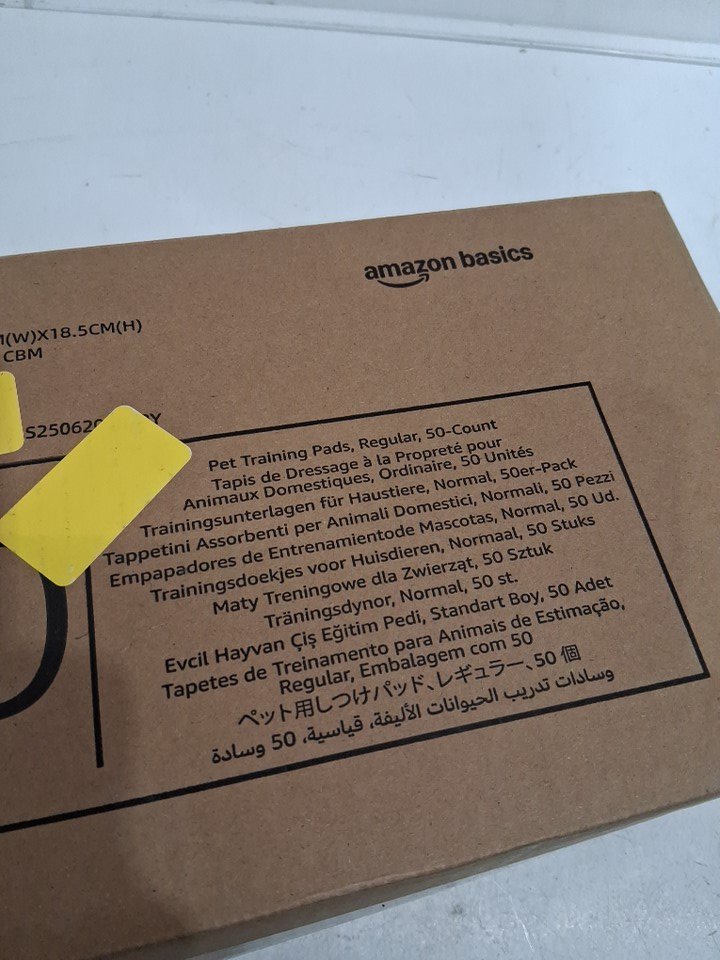 amazon basics
(W)X18.5CM(H)
CBM
Pet Training Pads, Regular, 50-Count
Tapis de Dressage à la Propreté pour
Animaux Domestiques, Ordinaire, 50 Unités
Trainingsunterlagen für Haustiere, Normal, 50er-Pack
Tappetini Assorbenti per Animali Domestici, Normali, 50 Pezzi
Empapadores de Entrenamientode Mascotas, Normal, 50 Ud.
Trainingsdoekjes voor Huisdieren, Normaal, 50 Stuks
Maty Treningowe dla Zwierząt, 50 Sztuk
Träningsdynor, Normal, 50 st.
Evcil Hayvan Çiş Eğitim Pedi, Standart Boy, 50 Adet
Tapetes de Treinamento para Animais de Estimação,
Regular, Embalagem com 50
ペット用しつけパッド、レギュラー、50 個
وسادات تدريب الحيوانات الأليفة، قياسية، 50 وسادة